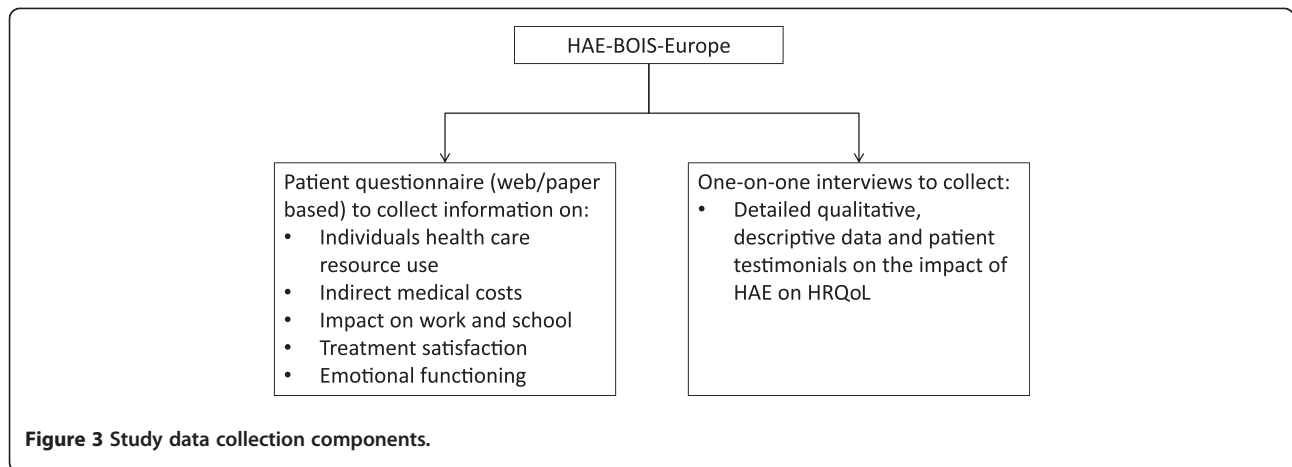 HAE-BOIS-Europe
Patient questionnaire (web/paper
based) to collect information on:
• Individuals health care
resource use
• Indirect medical costs
• Impact on work and school
• Treatment satisfaction
• Emotional functioning
One-on-one interviews to collect:
• Detailed qualitative,
descriptive data and patient
testimonials on the impact of
HAE on HRQoL
Figure 3 Study data collection components.